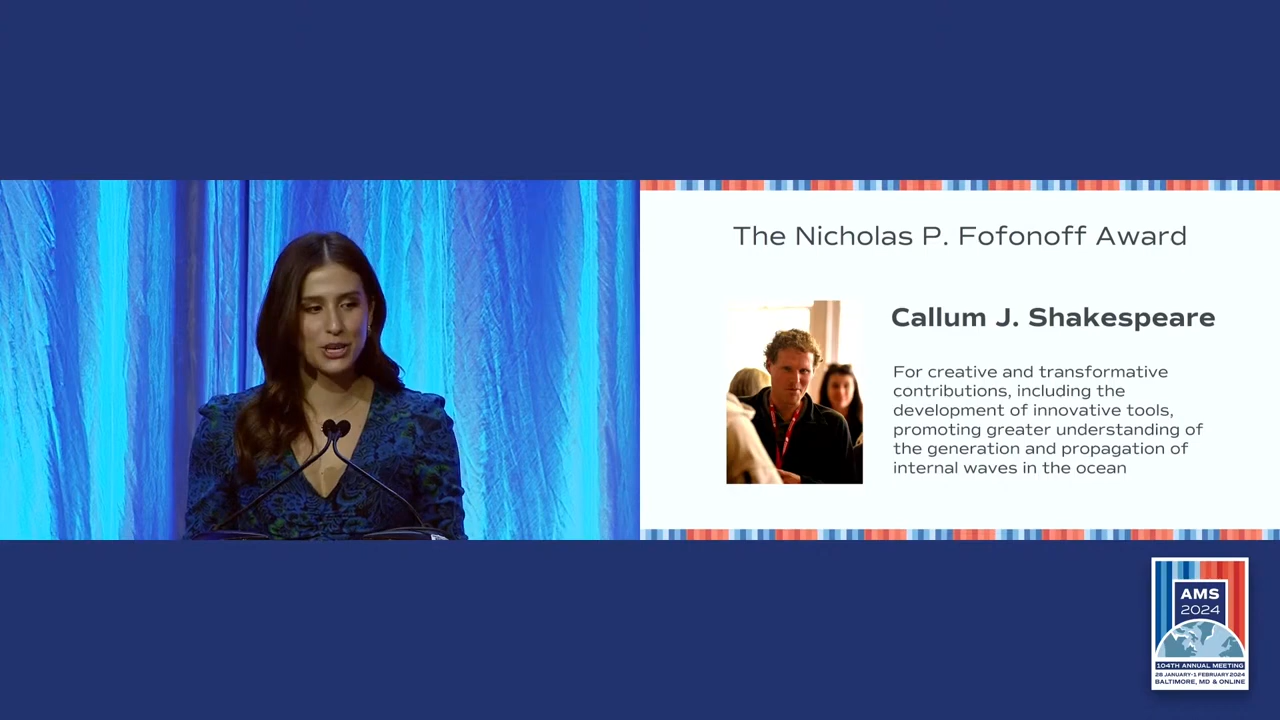 The Nicholas P. Fofonoff Award
Callum J. Shakespeare
For creative and transformative
contributions, including the
development of innovative tools,
promoting greater understanding of
the generation and propagation of
internal waves in the ocean
AMS
2024
104TH ANNUAL MEETING
28 JANUARY-1 FEBRUARY 2024
BALTIMORE, MD & ONLINE